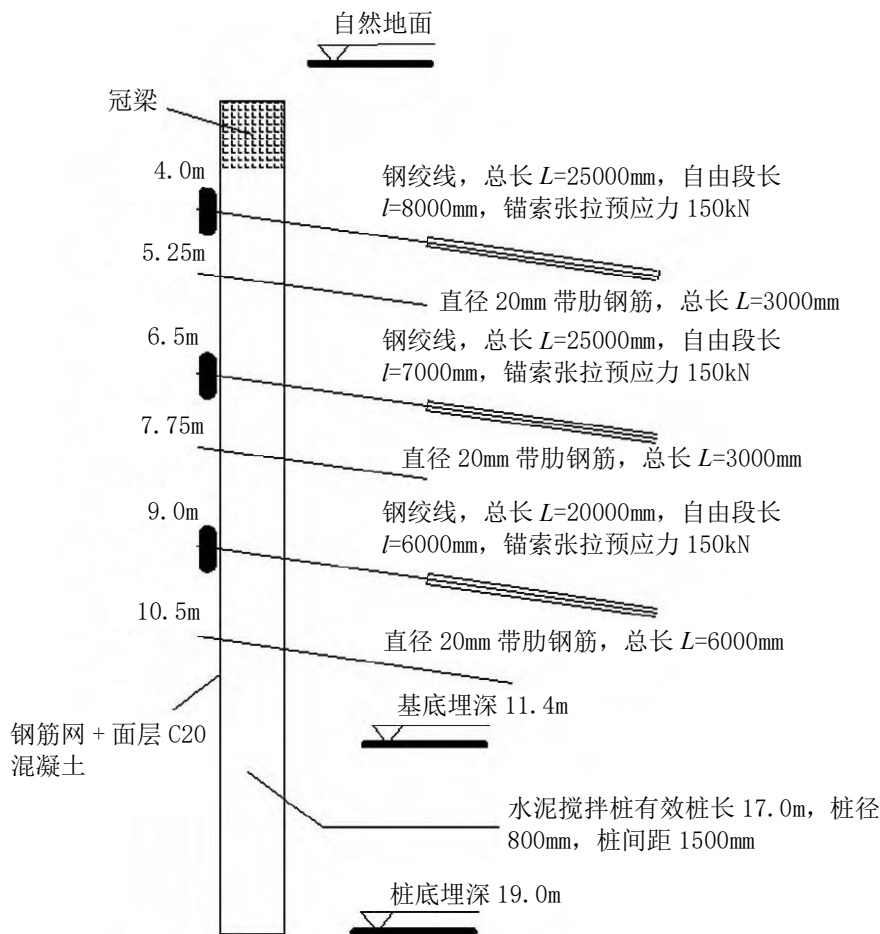 自然地面
冠梁
4.0m
钢绞线，总长 L=25000mm，自由段长
l=8000mm，锚索张拉预应力 150kN
5.25m
直径 20mm 带肋钢筋，总长 L=3000mm
6.5m
钢绞线，总长 L=25000mm，自由段长
l=7000mm，锚索张拉预应力 150kN
7.75m
直径 20mm 带肋钢筋，总长 L=3000mm
9.0m
钢绞线，总长 L=20000mm，自由段长
l=6000mm，锚索张拉预应力 150kN
10.5m
直径 20mm 带肋钢筋，总长 L=6000mm
基底埋深 11.4m
钢筋网 + 面层 C20
混凝土
水泥搅拌桩有效桩长 17.0m，桩径
800mm，桩间距 1500mm
桩底埋深 19.0m